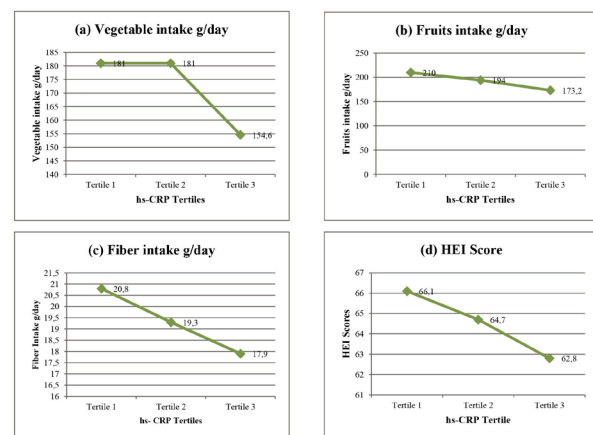 (a) Vegetable intake g/day
Vegetable intake g/day
185
180
175
170
165
160
155
150
145
140
181
181
154,6
Tertile 1 Tertile 2 Tertile 3
hs-CRP Tertiles
(b) Fruits intake g/day
Fruits intake g/day
250
200
150
100
50
0
210
194
173,2
Tertile 1 Tertile 2 Tertile 3
hs-CRP Tertiles
(c) Fiber intake g/day
Fiber Intake g/day
21,5
21
20,5
20
19,5
19
18,5
18
17,5
17
16,5
16
20,8
19,3
17,9
Tertile 1 Tertile 2 Tertile 3
hs- CRP Tertiles
(d) HEI Score
HEI Scores
67
66
65
64
63
62
61
66,1
64,7
62,8
Tertile 1 Tertile 2 Tertile 3
hs-CRP Tertile